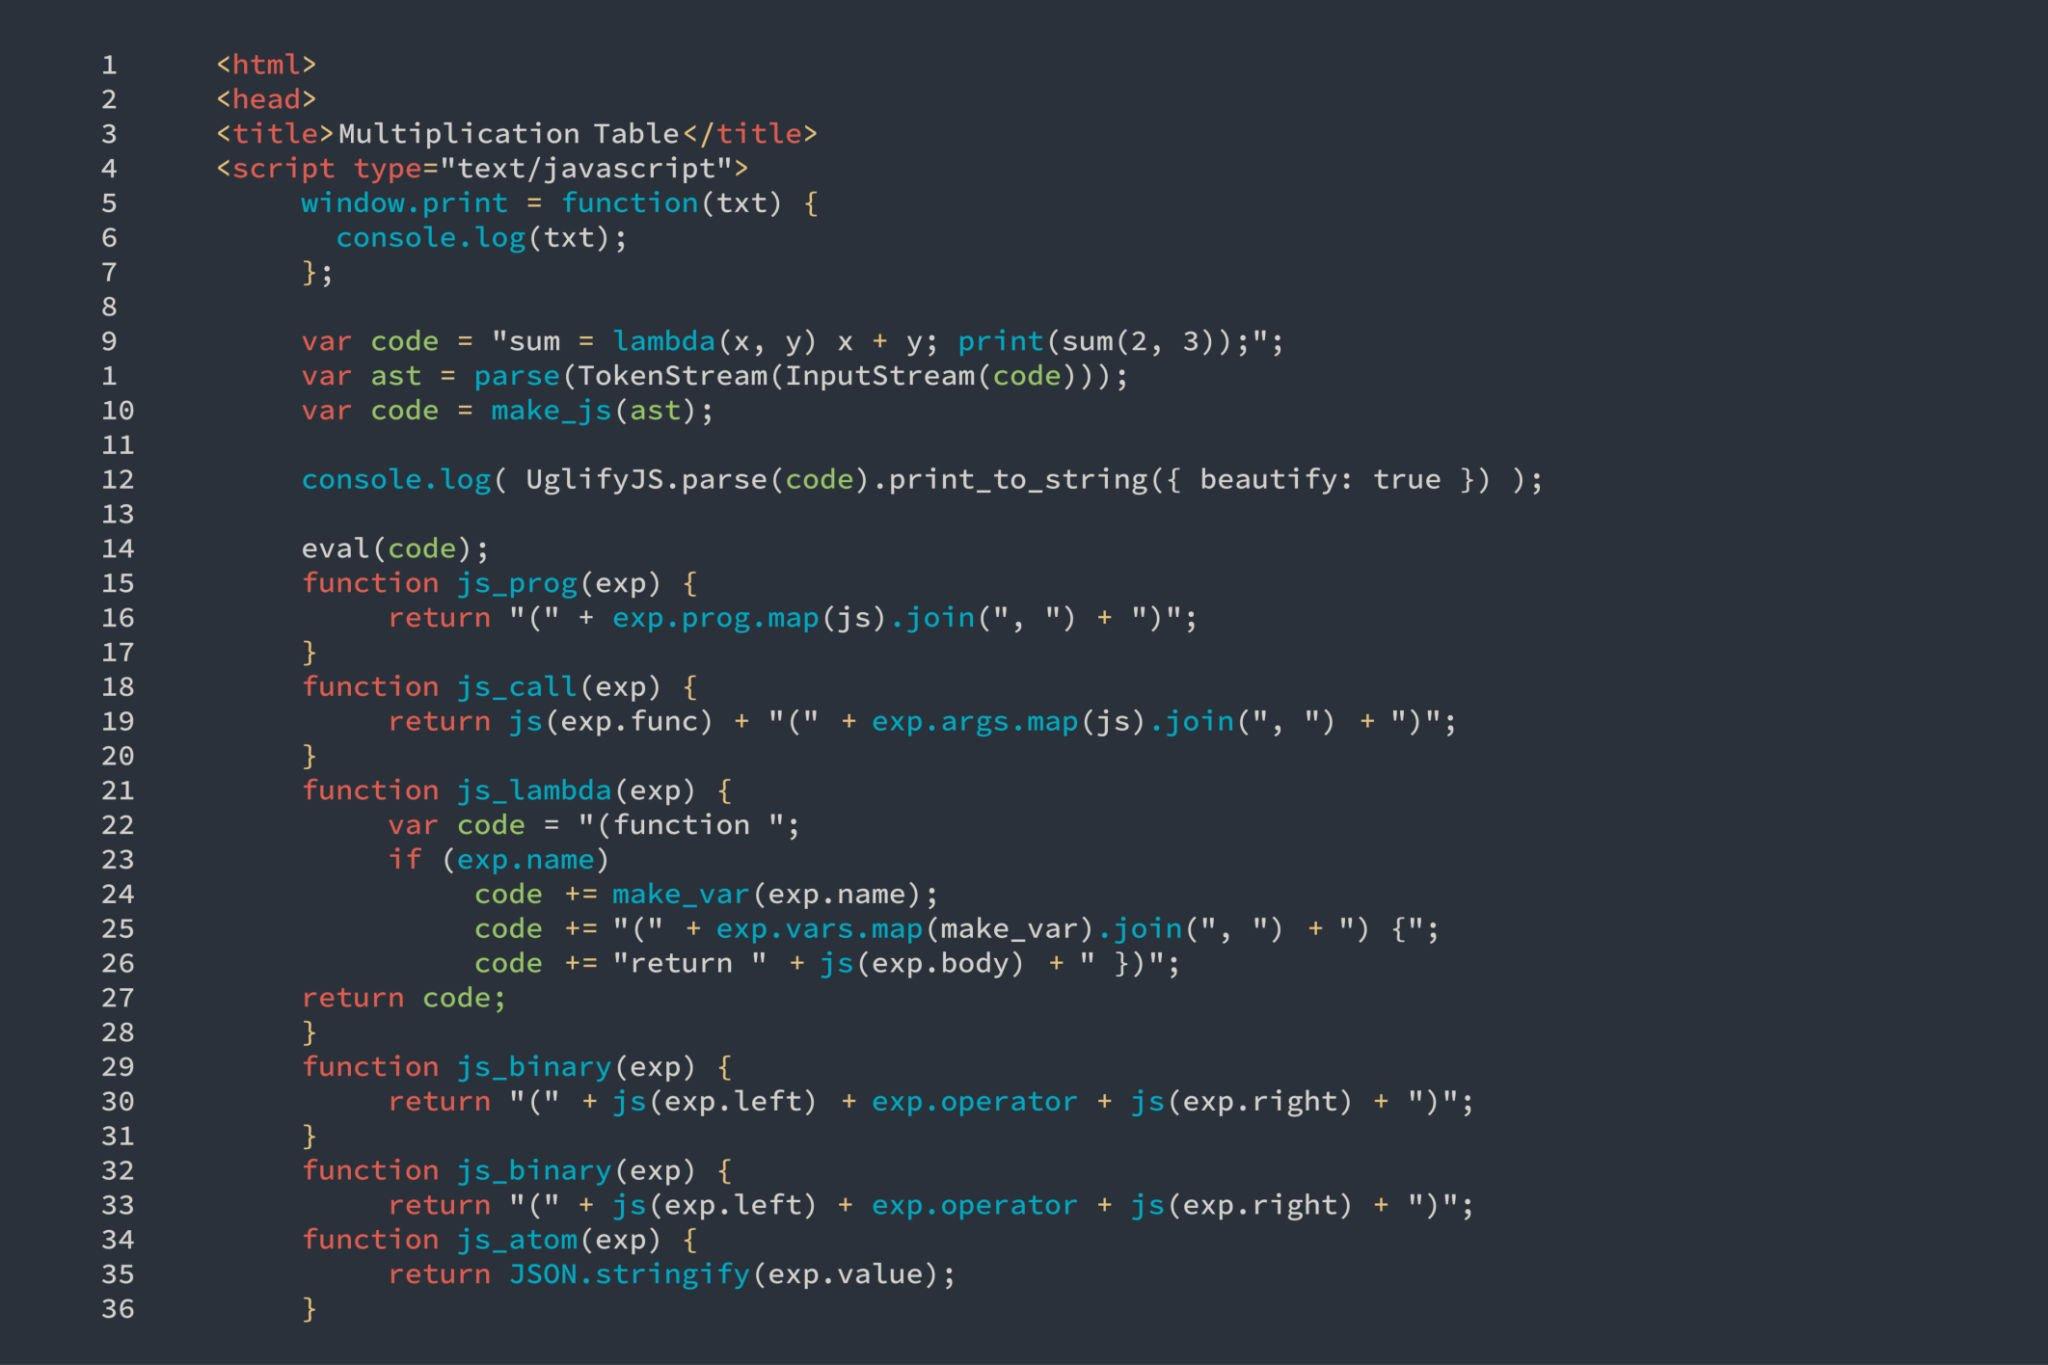 1 <html>
2 <head>
3 <title>Multiplication Table</title>
4 <script type="text/javascript">
5 window.print = function(txt) {
6 console.log(txt);
7 };
8
9 var code = "sum = lambda(x, y) x + y; print(sum(2, 3));";
1 var ast = parse(TokenStream(InputStream(code)));
10 var code = make_js(ast);
11
12 console.log( UglifyJS.parse(code).print_to_string({ beautify: true }) );
13
14 eval(code);
15 function js_prog(exp) {
16 return "(" + exp.prog.map(js).join(", ") + ")";
17 }
18 function js_call(exp) {
19 return js(exp.func) + "(" + exp.args.map(js).join(", ") + ")";
20 }
21 function js_lambda(exp) {
22 var code = "(function ";
23 if (exp.name)
24 code += make_var(exp.name);
25 code += "(" + exp.vars.map(make_var).join(", ") + ") {";
26 code += "return " + js(exp.body) + " })";
27 return code;
28 }
29 function js_binary(exp) {
30 return "(" + js(exp.left) + exp.operator + js(exp.right) + ")";
31 }
32 function js_binary(exp) {
33 return "(" + js(exp.left) + exp.operator + js(exp.right) + ")";
34 function js_atom(exp) {
35 return JSON.stringify(exp.value);
36 }